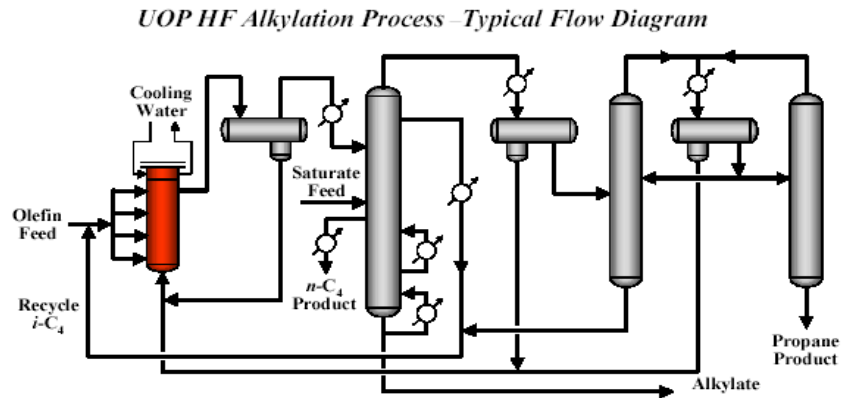 UOP HF Alkylation Process – Typical Flow Diagram
Cooling
Water
Saturate
Feed
Olefin
Feed
n-C4
Product
Recycle
i-C4
Propane
Product
Alkylate